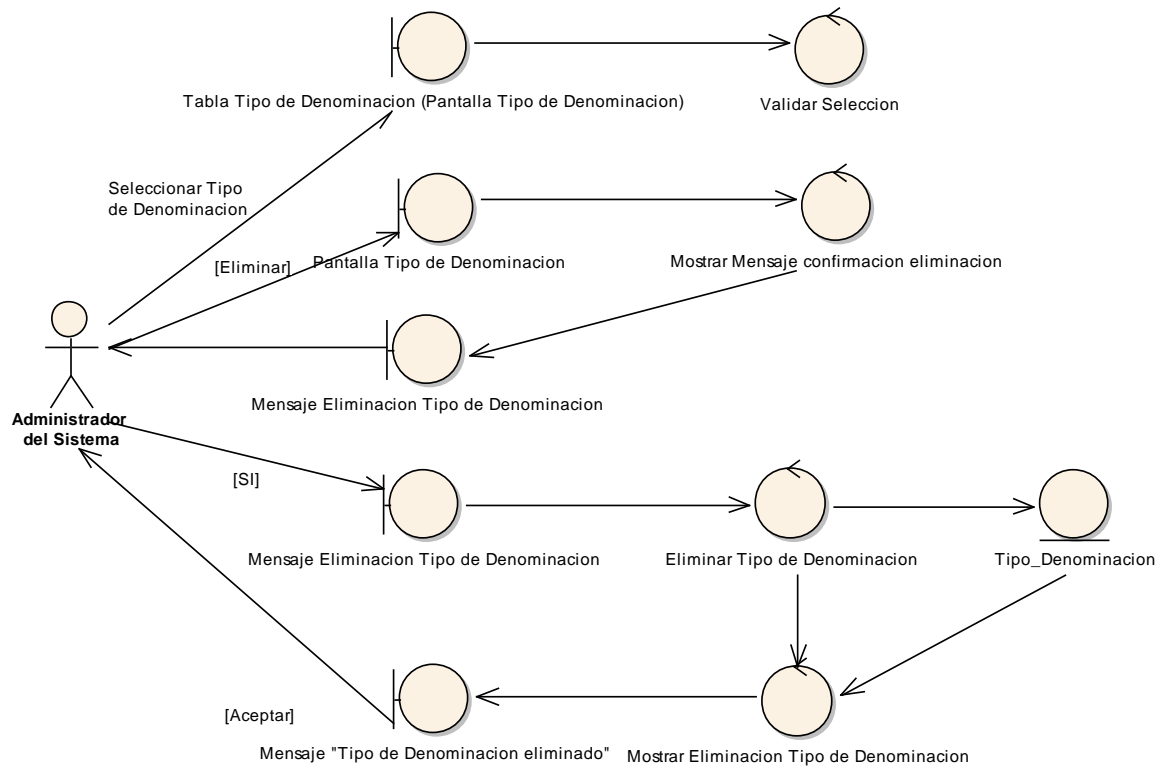 Tabla Tipo de Denominacion (Pantalla Tipo de Denominacion)
Validar Seleccion
Seleccionar Tipo
de Denominacion
[Eliminar]
Pantalla Tipo de Denominacion
Mostrar Mensaje confirmacion eliminacion
Mensaje Eliminacion Tipo de Denominacion
Administrador
del Sistema
[SI]
Mensaje Eliminacion Tipo de Denominacion
Eliminar Tipo de Denominacion
Tipo_Denominacion
[Aceptar]
Mensaje "Tipo de Denominacion eliminado"
Mostrar Eliminacion Tipo de Denominacion